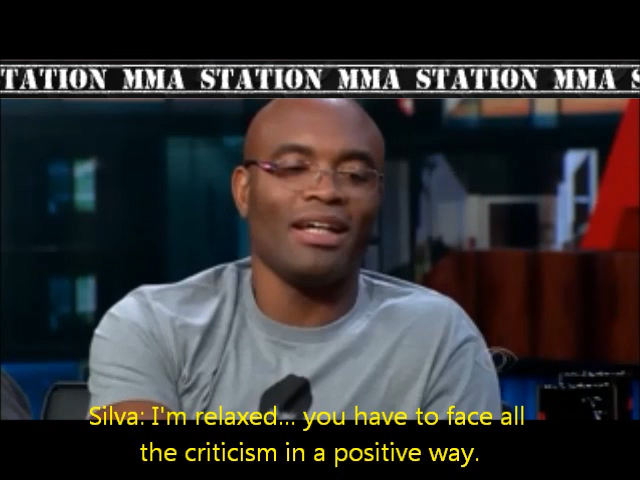 TATION MMA STATION MMA STATION MMA S
Silva: I'm relaxed... you have to face all
the criticism in a positive way.